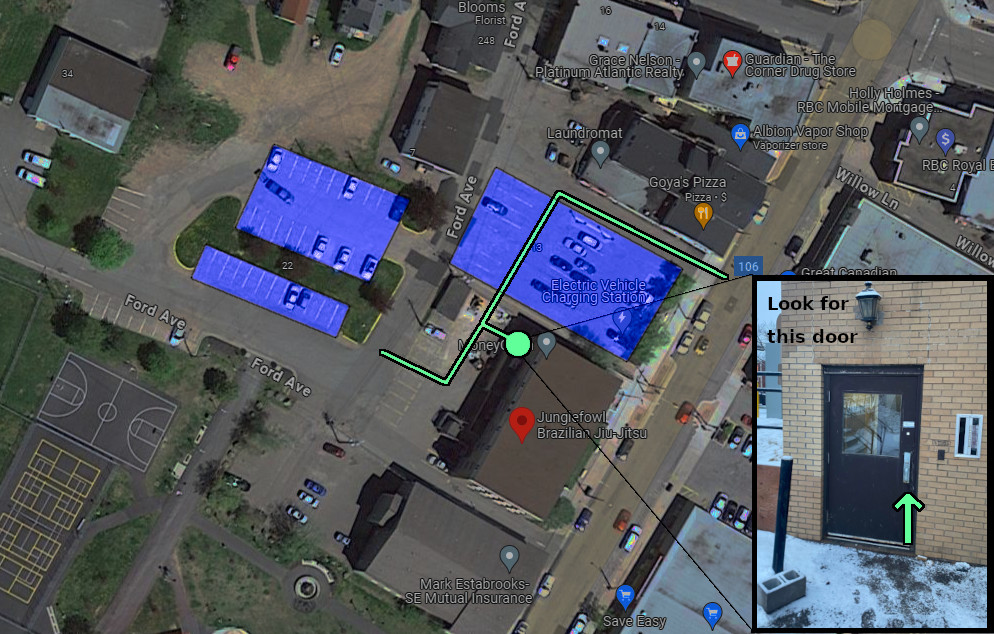 Blooms
Florist
248
Ford A
16
14
34
Grace Nelson -
Platinum Atlantic Realty
Guardian - The
Corner Drug Store
Holly Holmes -
RBC Mobile Mortgage...
Laundromat
Albion Vapor Shop
Vaporizer store
RBC Royal B
7
4
Goya's Pizza
Pizza · $
Willow Ln
Ford Ave
Willow
13
106
22
Great Canadian
Electric Vehicle
Charging Station
Look for
this door
Ford Ave
Ford Ave
Junglefowl
Brazilian Jiu-Jitsu
Mark Estabrooks-
SE Mutual Insurance
Save Easy